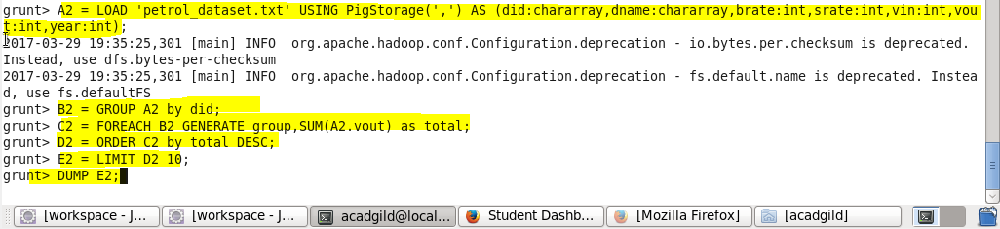 grunt> A2 = LOAD 'petrol_dataset.txt' USING PigStorage(',') AS (did:chararray,dname:chararray,brate:int,srate:int,vin:int,vou
t:int,year:int);
2017-03-29 19:35:25,301 [main] INFO  org.apache.hadoop.conf.Configuration.deprecation - io.bytes.per.checksum is deprecated.
Instead, use dfs.bytes-per-checksum
2017-03-29 19:35:25,301 [main] INFO  org.apache.hadoop.conf.Configuration.deprecation - fs.default.name is deprecated. Instea
d, use fs.defaultFS
grunt> B2 = GROUP A2 by did;
grunt> C2 = FOREACH B2 GENERATE group,SUM(A2.vout) as total;
grunt> D2 = ORDER C2 by total DESC;
grunt> E2 = LIMIT D2 10;
grunt> DUMP E2;
[workspace - J... [workspace - J... acadgild@local... Student Dashb... [Mozilla Firefox] [acadgild]